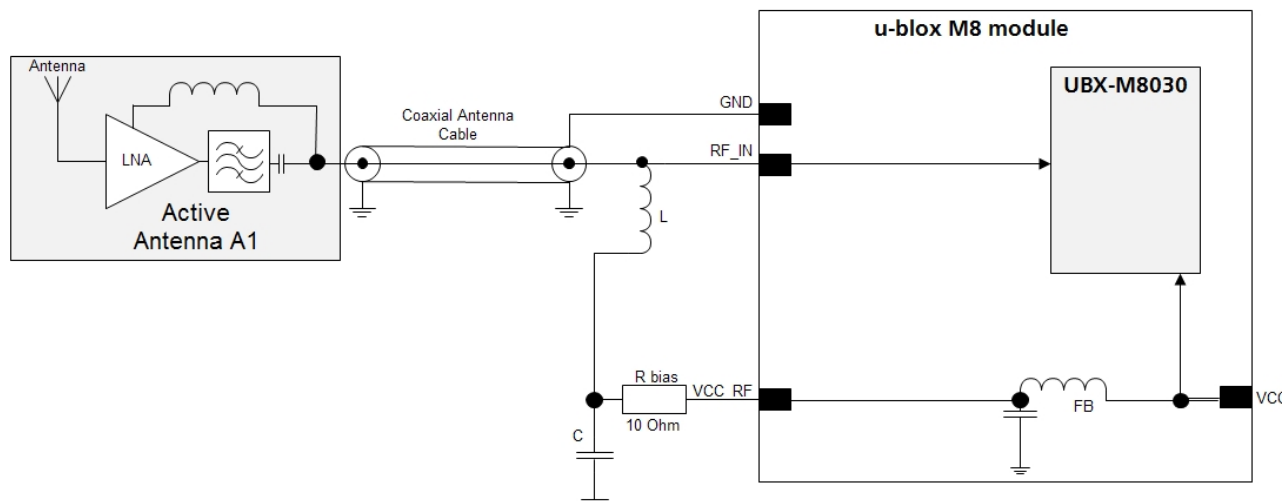 u-blox M8 module
Antenna
LNA
Active
Antenna A1
Coaxial Antenna
Cable
GND
RF_IN
UBX-M8030
L
R bias
VCC_RF
10 Ohm
C
FB
VCC